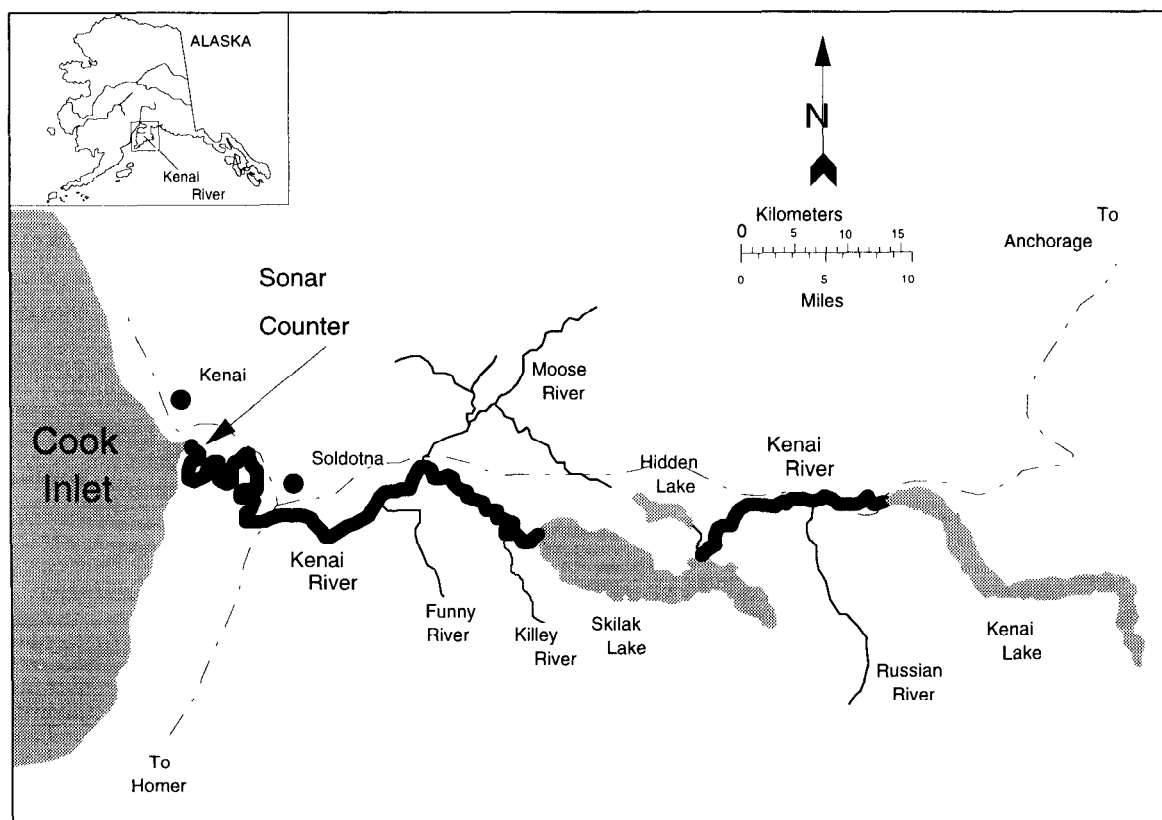 ALASKA
Kenai
River
N
Kilometers
0 5 10 15
0 5 10
Miles
To
Anchorage
Sonar
Counter
Kenai
Cook
Inlet
Moose
River
Soldotna
Hidden
Lake
Kenai
River
Kenai
River
Funny
River
Killey
River
Skilak
Lake
Kenai
Lake
Russian
River
To
Homer